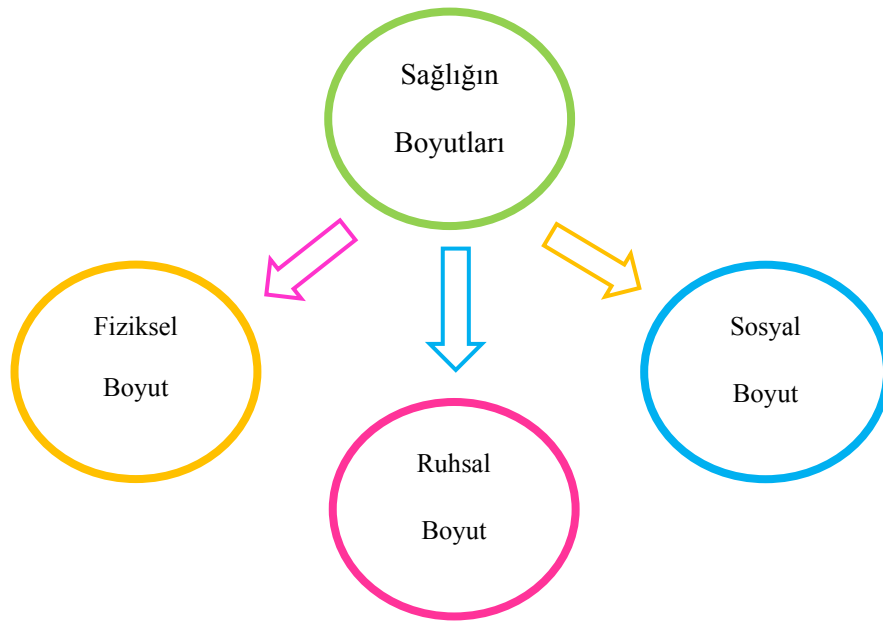 Sağlığın
Boyutları
Fiziksel
Boyut
Sosyal
Boyut
Ruhsal
Boyut